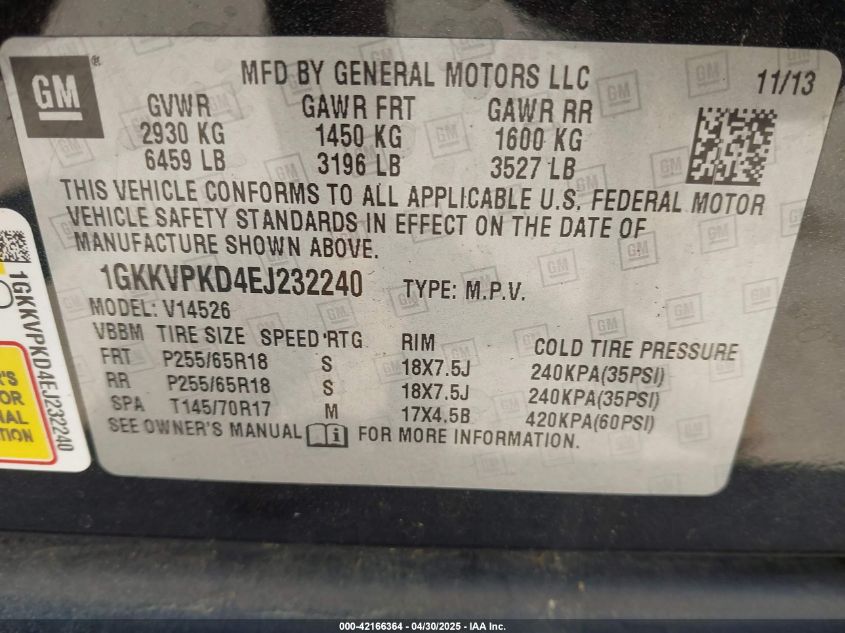 GM
®
MFD BY GENERAL MOTORS LLC
11/13
GVWR GAWR FRT GAWR RR
2930 KG 1450 KG 1600 KG
6459 LB 3196 LB 3527 LB
THIS VEHICLE CONFORMS TO ALL APPLICABLE U.S. FEDERAL MOTOR
VEHICLE SAFETY STANDARDS IN EFFECT ON THE DATE OF
MANUFACTURE SHOWN ABOVE.
1GKKVPKD4EJ232240 TYPE: M.P.V.
MODEL: V14526
VBBM TIRE SIZE SPEED RTG RIM COLD TIRE PRESSURE
FRT P255/65R18 S 18X7.5J 240KPA(35PSI)
RR P255/65R18 S 18X7.5J 240KPA(35PSI)
SPA T145/70R17 M 17X4.5B 420KPA(60PSI)
SEE OWNER'S MANUAL FOR MORE INFORMATION.
1GKKVPKD4EJ232240
000-42166364 - 04/30/2025 - IAA Inc.